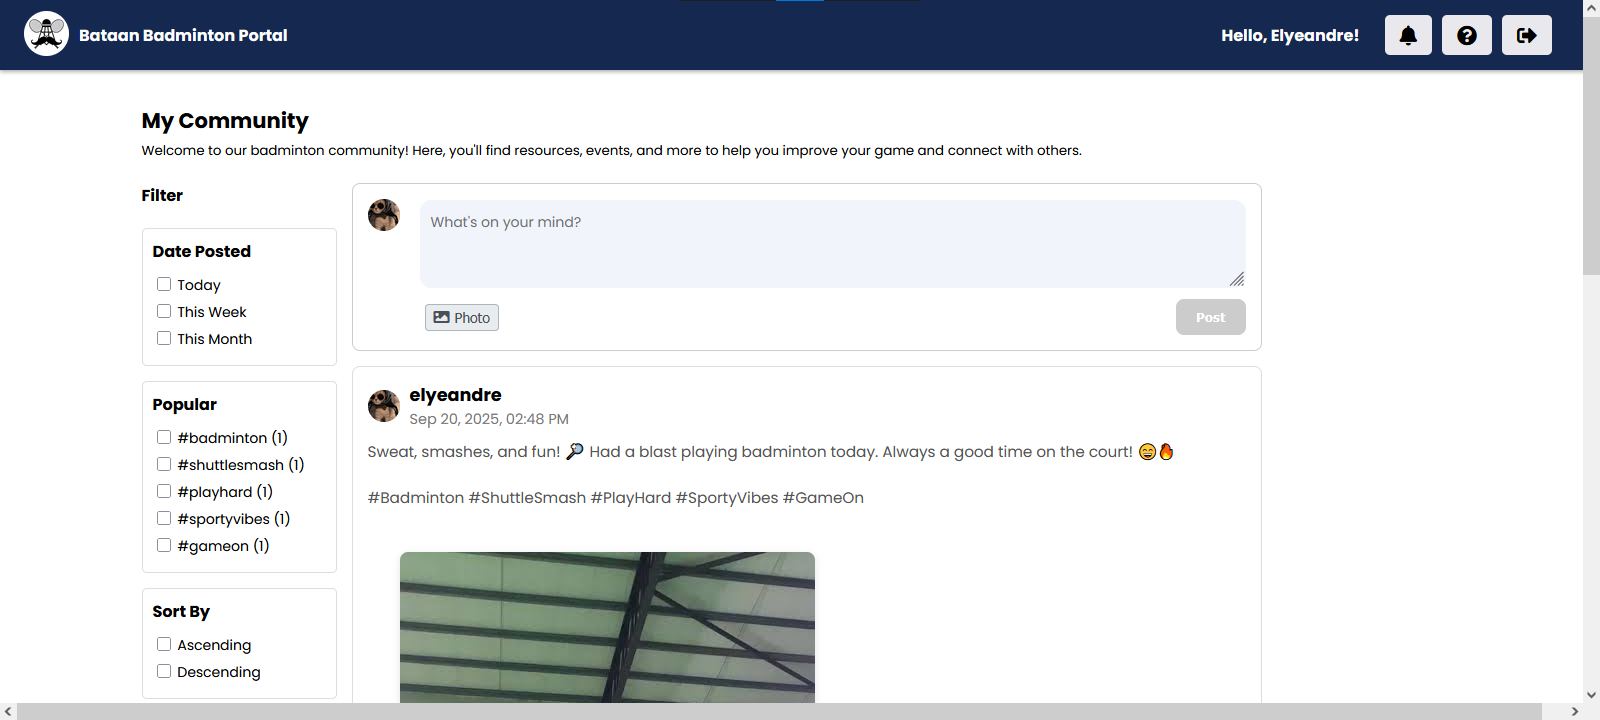 Bataan Badminton Portal
Hello, Elyeandre!
My Community
Welcome to our badminton community! Here, you'll find resources, events, and more to help you improve your game and connect with others.
Filter
Date Posted
Today
This Week
This Month
Popular
#badminton (1)
#shuttlesmash (1)
#playhard (1)
#sportyvibes (1)
#gameon (1)
Sort By
Ascending
Descending
What's on your mind?
Photo
Post
elyeandre
Sep 20, 2025, 02:48 PM
Sweat, smashes, and fun! 🔎 Had a blast playing badminton today. Always a good time on the court! 😄🔥
#Badminton #ShuttleSmash #PlayHard #SportyVibes #GameOn